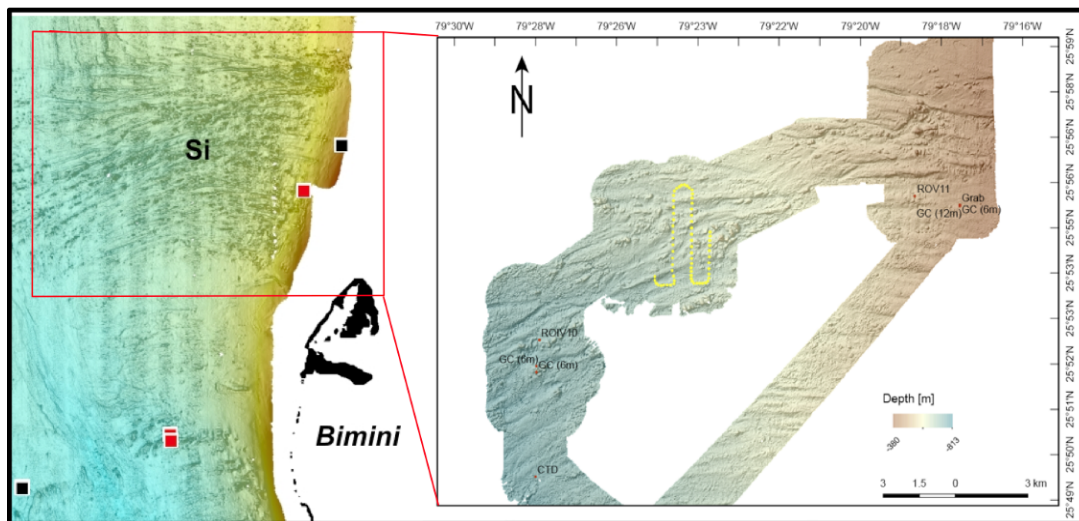 79°30'W
79°28'W
79°26'W
79°25'W
79°23'W
79°22'W
79°20'W
79°18'W
79°16'W
25°59'N
25°58'N
25°56'N
25°56'N
25°55'N
25°53'N
25°53'N
25°52'N
25°51'N
25°50'N
25°49'N
Si
Bimini
N
ROV11
Grab
GC (12m)
GC (6m)
ROIV10
GC (6m)
GC (6m)
CTD
Depth [m]
-380
-813
3 1.5 0 3 km